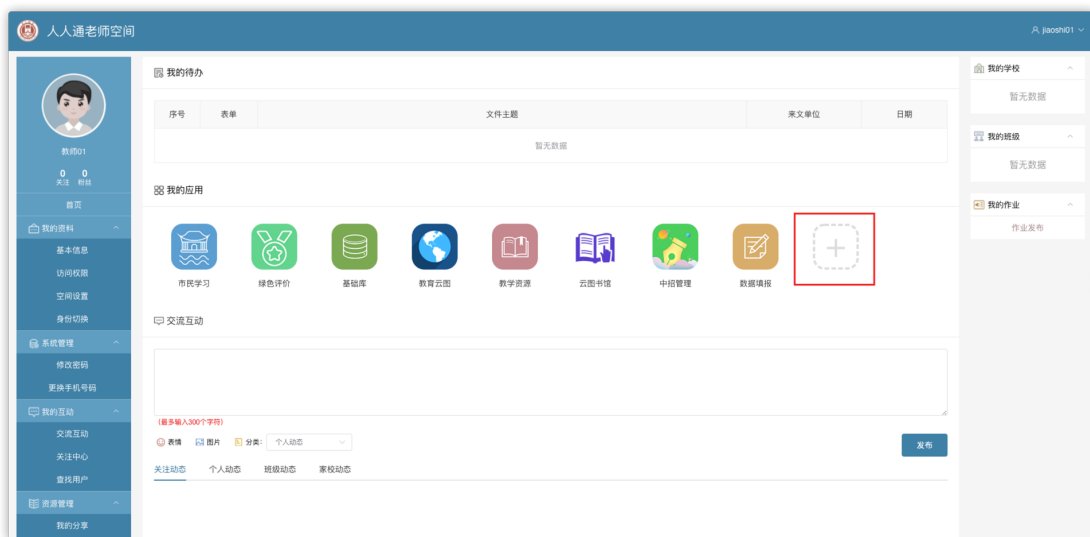 人人通老师空间
jiaoshi01
教师01
0 0
关注 粉丝
首页
我的资料
基本信息
访问权限
空间设置
身份切换
系统管理
修改密码
更换手机号码
我的互动
交流互动
关注中心
查找用户
资源管理
我的分享
我的待办
序号 表单 文件主题 来文单位 日期
暂无数据
我的应用
市民学习 绿色评价 基础库 教育云图 教学资源 云图书馆 中招管理 数据填报
交流互动
(最多输入300个字符)
表情 图片 分类: 个人动态
发布
关注动态 个人动态 班级动态 家校动态
我的学校
暂无数据
我的班级
暂无数据
我的作业
作业发布